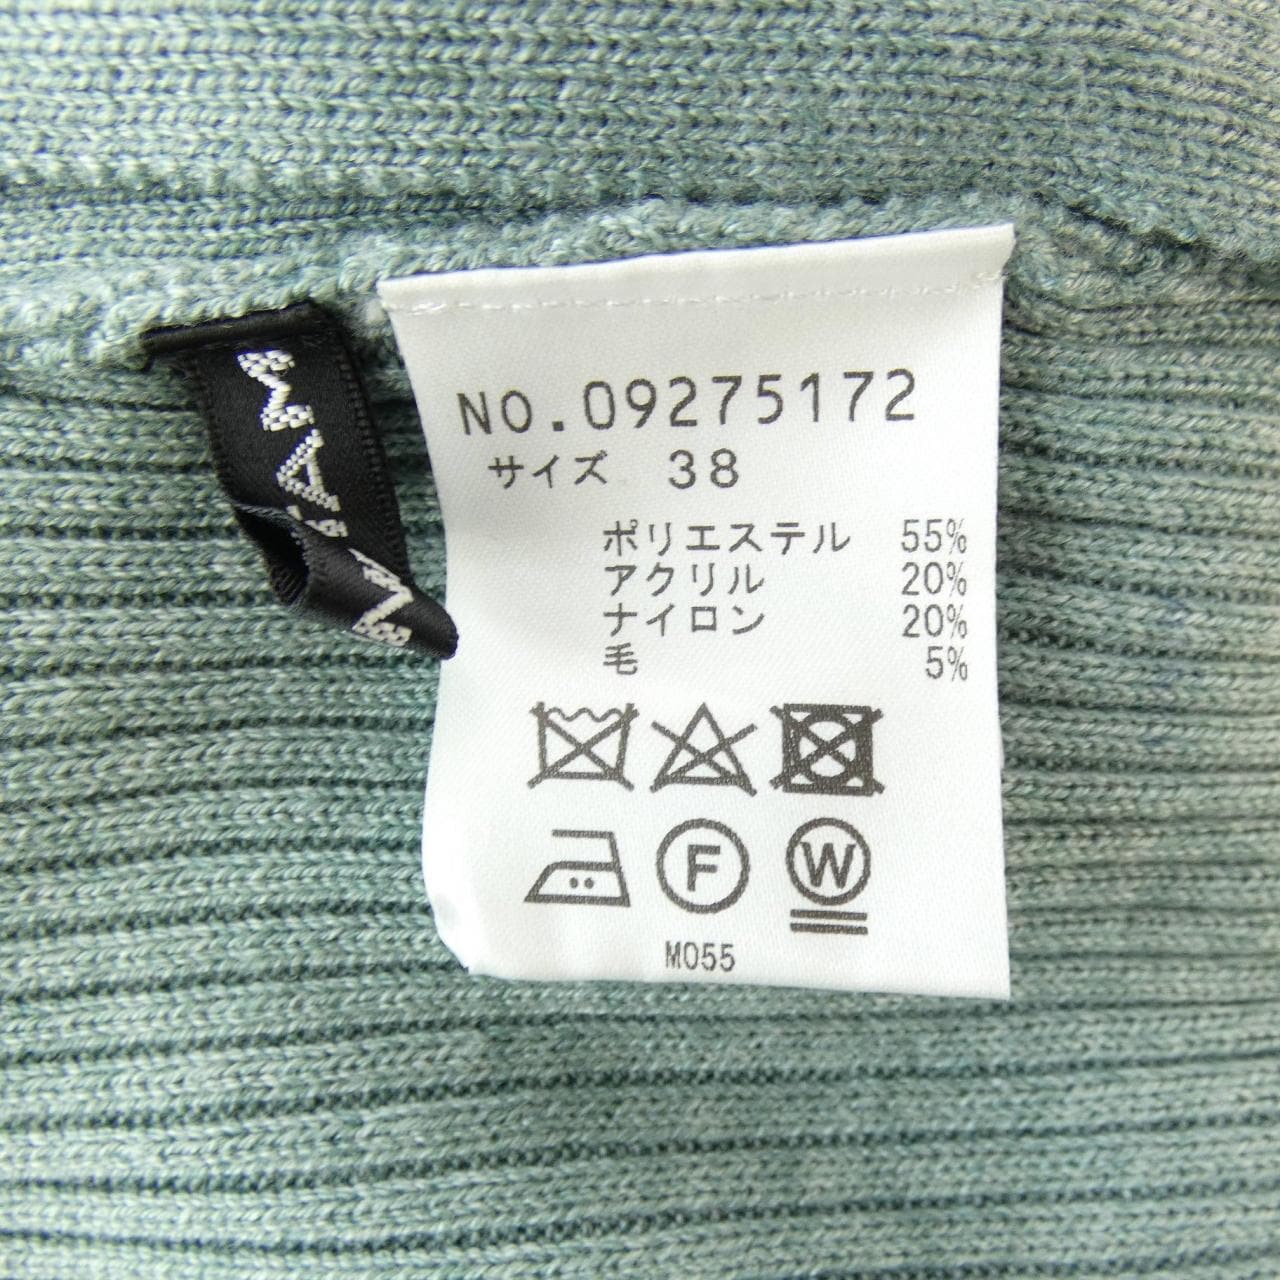 NO.09275172
サイズ 38
ポリエステル 55%
アクリル 20%
ナイロン 20%
毛 5%
F W
M055